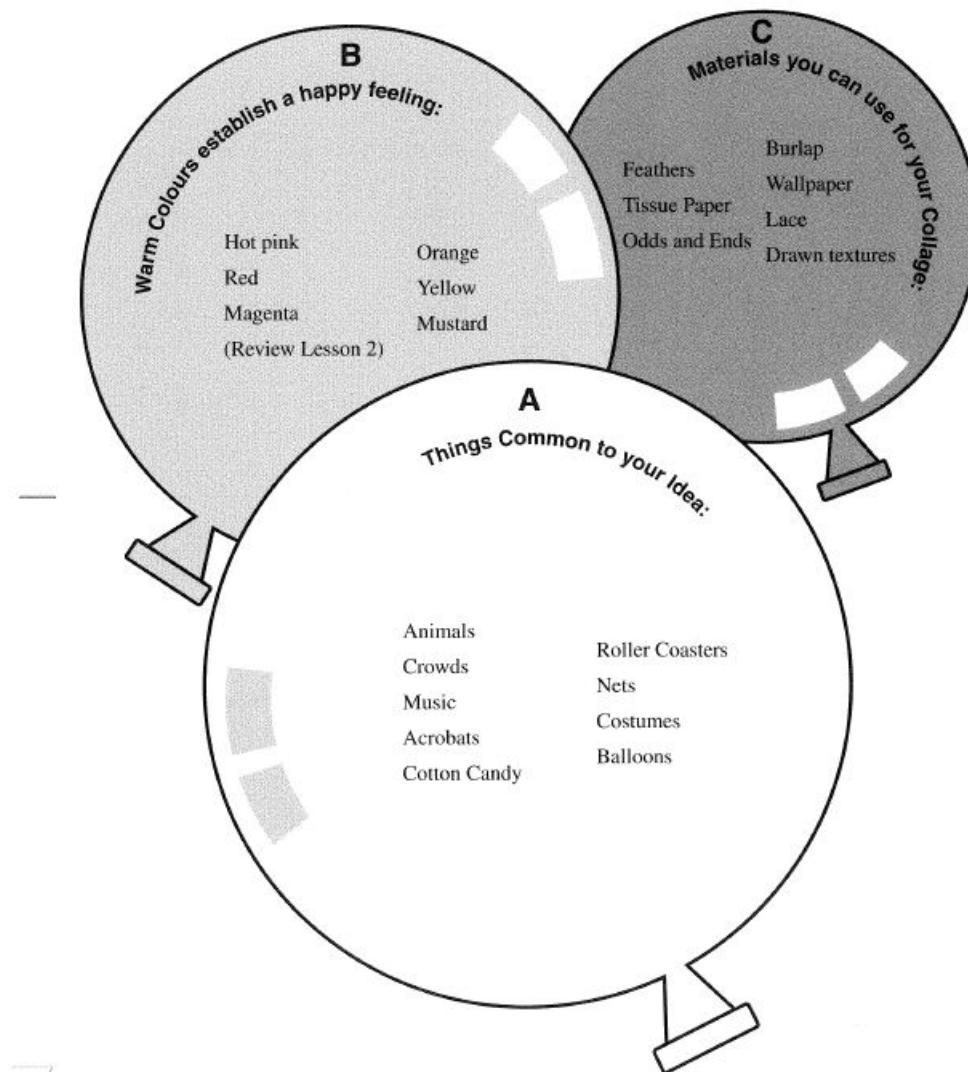 B
Warm Colours establish a happy feeling:
Hot pink
Red
Magenta
(Review Lesson 2)
Orange
Yellow
Mustard
C
Materials you can use for your Collage:
Feathers
Tissue Paper
Odds and Ends
Burlap
Wallpaper
Lace
Drawn textures
A
Things Common to your Idea:
Animals
Crowds
Music
Acrobats
Cotton Candy
Roller Coasters
Nets
Costumes
Balloons